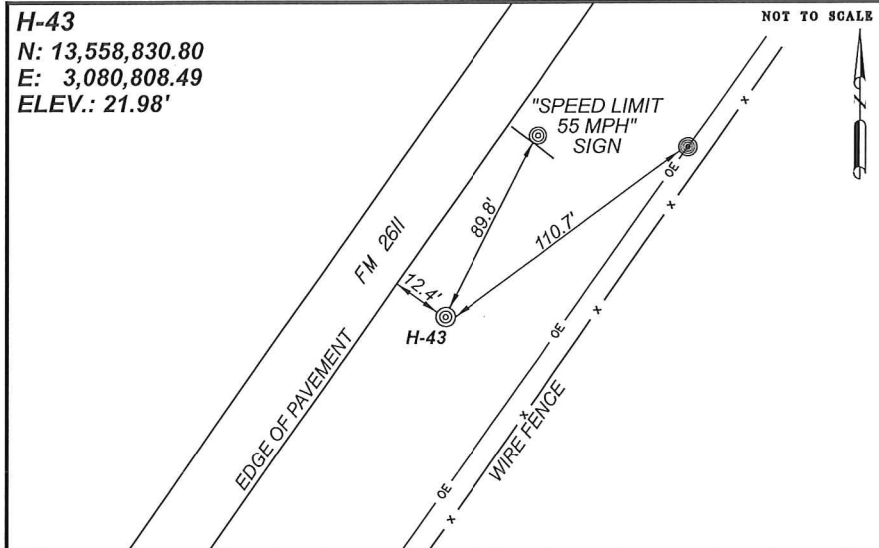 H-43
N: 13,558,830.80
E: 3,080,808.49
ELEV.: 21.98'
NOT TO SCALE
N
"SPEED LIMIT
55 MPH"
SIGN
OE
89.8'
110.7'
FM 2611
12.4'
H-43
OE
EDGE OF PAVEMENT
WIRE FENCE
OE